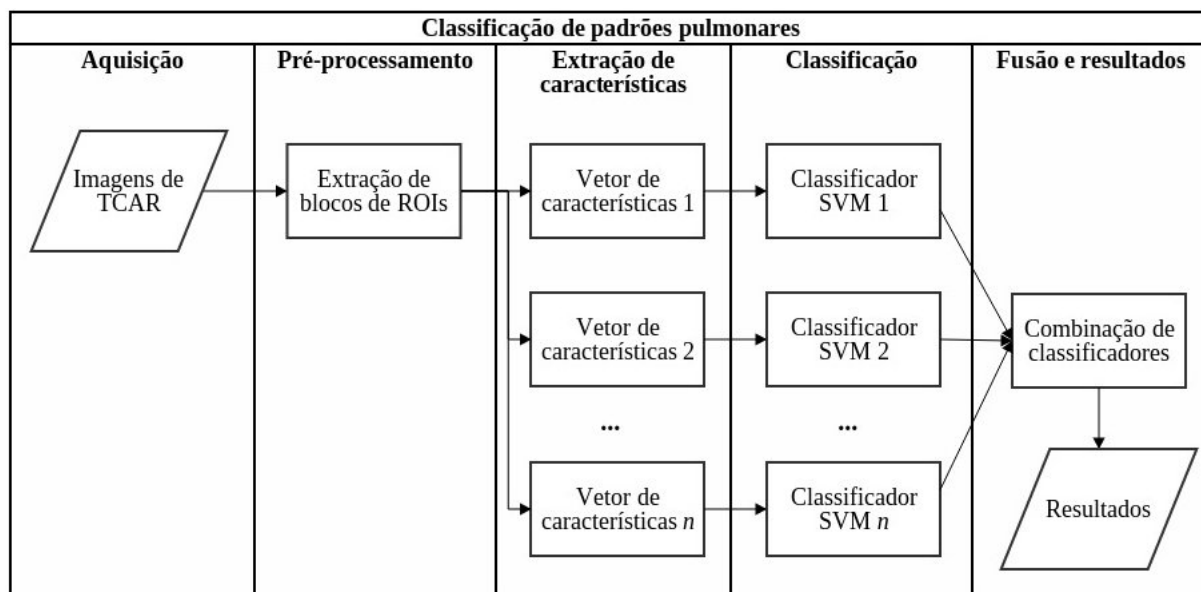 Classificação de padrões pulmonares
Aquisição
Pré-processamento
Extração de
características
Classificação
Fusão e resultados
Imagens de
TCAR
Extração de
blocos de ROIs
Vetor de
características 1
Classificador
SVM 1
Vetor de
características 2
Classificador
SVM 2
Combinação de
classificadores
...
...
Vetor de
características n
Classificador
SVM n
Resultados